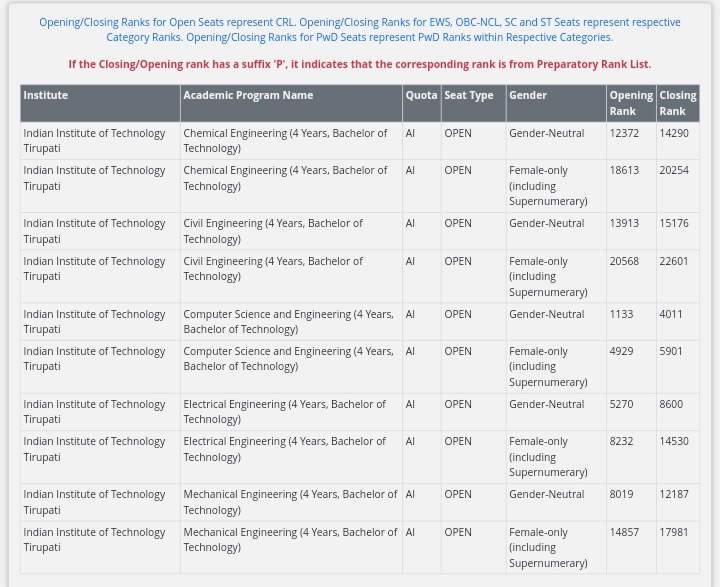 Opening/Closing Ranks for Open Seats represent CRL. Opening/Closing Ranks for EWS, OBC-NCL, SC and ST Seats represent respective
Category Ranks. Opening/Closing Ranks for PwD Seats represent PwD Ranks within Respective Categories.
If the Closing/Opening rank has a suffix 'P', it indicates that the corresponding rank is from Preparatory Rank List.
Institute Academic Program Name Quota Seat Type Gender Opening Closing
Rank Rank
Indian Institute of Technology Chemical Engineering (4 Years, Bachelor of AI OPEN Gender-Neutral 12372 14290
Tirupati Technology)
Indian Institute of Technology Chemical Engineering (4 Years, Bachelor of AI OPEN Female-only 18613 20254
Tirupati Technology) (including
Supernumerary)
Indian Institute of Technology Civil Engineering (4 Years, Bachelor of AI OPEN Gender-Neutral 13913 15176
Tirupati Technology)
Indian Institute of Technology Civil Engineering (4 Years, Bachelor of AI OPEN Female-only 20568 22601
Tirupati Technology) (including
Supernumerary)
Indian Institute of Technology Computer Science and Engineering (4 Years, AI OPEN Gender-Neutral 1133 4011
Tirupati Bachelor of Technology)
Indian Institute of Technology Computer Science and Engineering (4 Years, AI OPEN Female-only 4929 5901
Tirupati Bachelor of Technology) (including
Supernumerary)
Indian Institute of Technology Electrical Engineering (4 Years, Bachelor of AI OPEN Gender-Neutral 5270 8600
Tirupati Technology)
Indian Institute of Technology Electrical Engineering (4 Years, Bachelor of AI OPEN Female-only 8232 14530
Tirupati Technology) (including
Supernumerary)
Indian Institute of Technology Mechanical Engineering (4 Years, Bachelor of AI OPEN Gender-Neutral 8019 12187
Tirupati Technology)
Indian Institute of Technology Mechanical Engineering (4 Years, Bachelor of AI OPEN Female-only 14857 17981
Tirupati Technology) (including
Supernumerary)